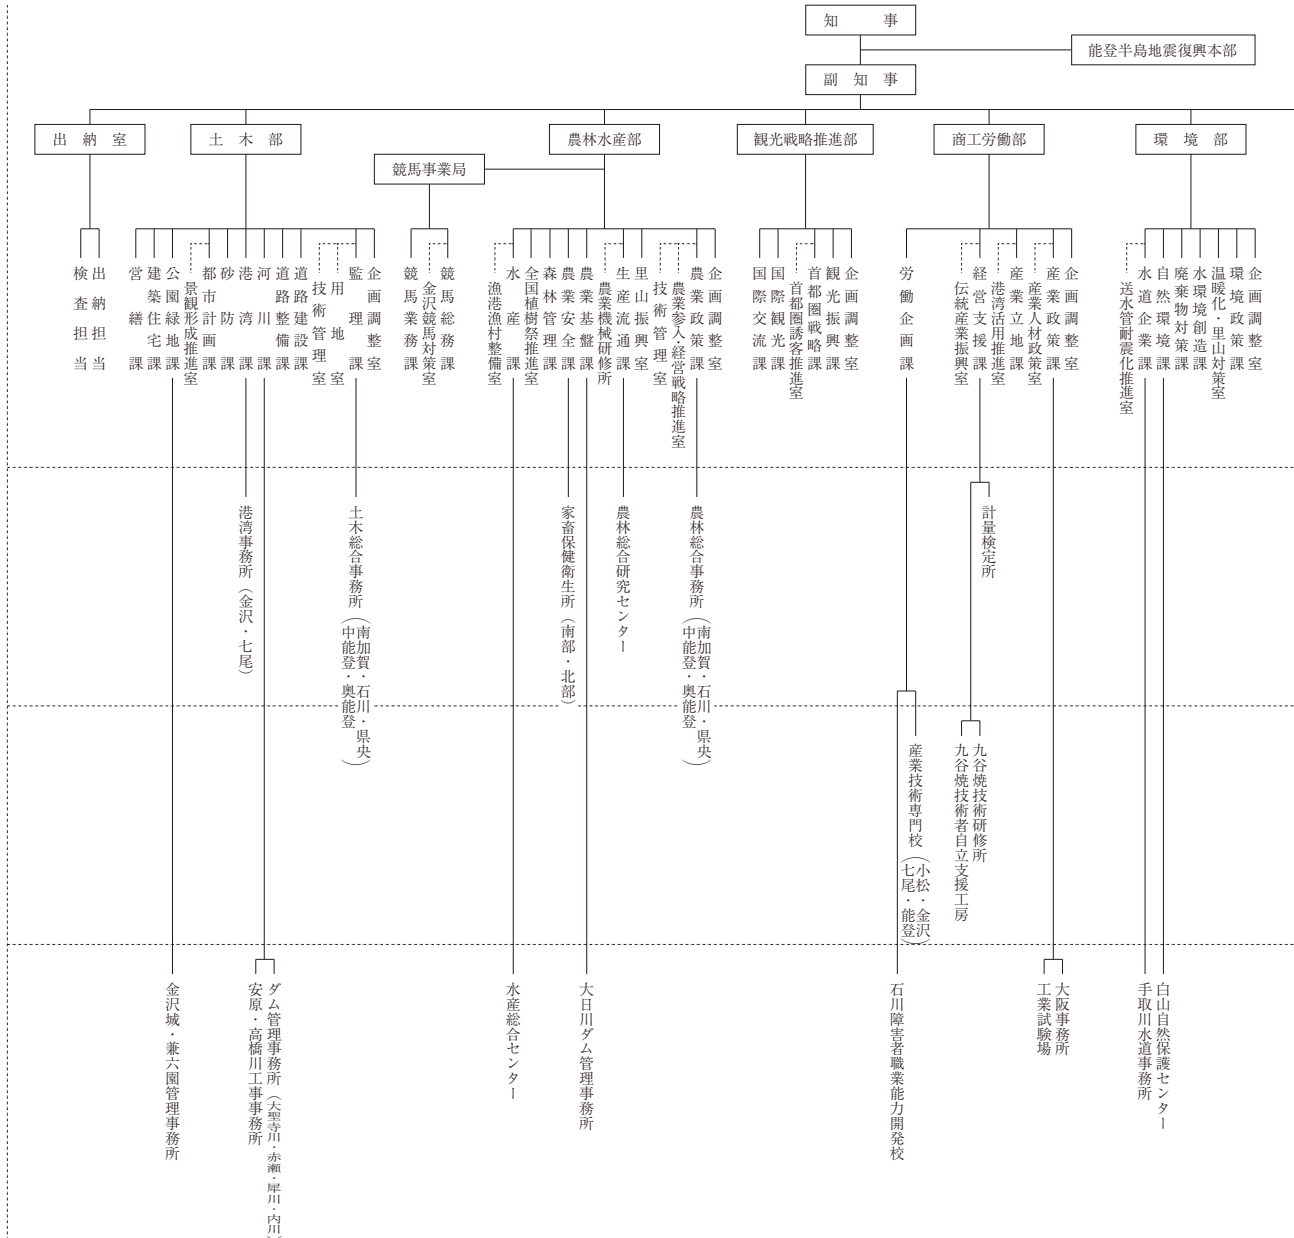 知事
能登半島地震復興本部
副知事
環境部
商工労働部
観光戦略推進部
農林水産部
土木部
出納室
競馬事業局
企画調整室
環境政策課
温暖化・里山対策室
水環境創造課
廃棄物対策課
自然環境課
水道企業課
送水管耐震化推進室
企画調整室
産業政策課
産業人材政策室
産業立地課
港湾活用推進室
経営支援課
伝統産業振興室
労働企画課
企画調整室
観光振興課
首都圏戦略課
首都圏誘客推進室
国際観光課
国際交流課
企画調整室
農業政策課
農業参入・経営戦略推進室
技術管理室
里山振興室
生産流通課
農業機械研修所
農業基盤課
農業安全課
森林管理課
全国植樹祭推進室
水産課
漁港漁村整備室
競馬総務課
金沢競馬対策室
競馬業務課
企画調整室
監理課
用地室
技術管理室
道路建設課
道路整備課
河川課
港湾課
砂防課
都市計画課
景観形成推進室
公園緑地課
建築住宅課
営繕課
出納担当
検査担当
計量検定所
農林総合事務所（南加賀・石川・県央
中能登・奥能登）
農林総合研究センター
家畜保健衛生所（南部・北部）
土木総合事務所（南加賀・石川・県央
中能登・奥能登）
港湾事務所（金沢・七尾）
九谷焼技術研修所
九谷焼技術者自立支援工房
産業技術専門校（小松・金沢
七尾・能登）
白山自然保護センター
手取川水道事務所
大阪事務所
工業試験場
石川障害者職業能力開発校
大日川ダム管理事務所
水産総合センター
ダム管理事務所（大聖寺川・赤瀬・犀川・内川）
安原・高橋川工事事務所
金沢城・兼六園管理事務所